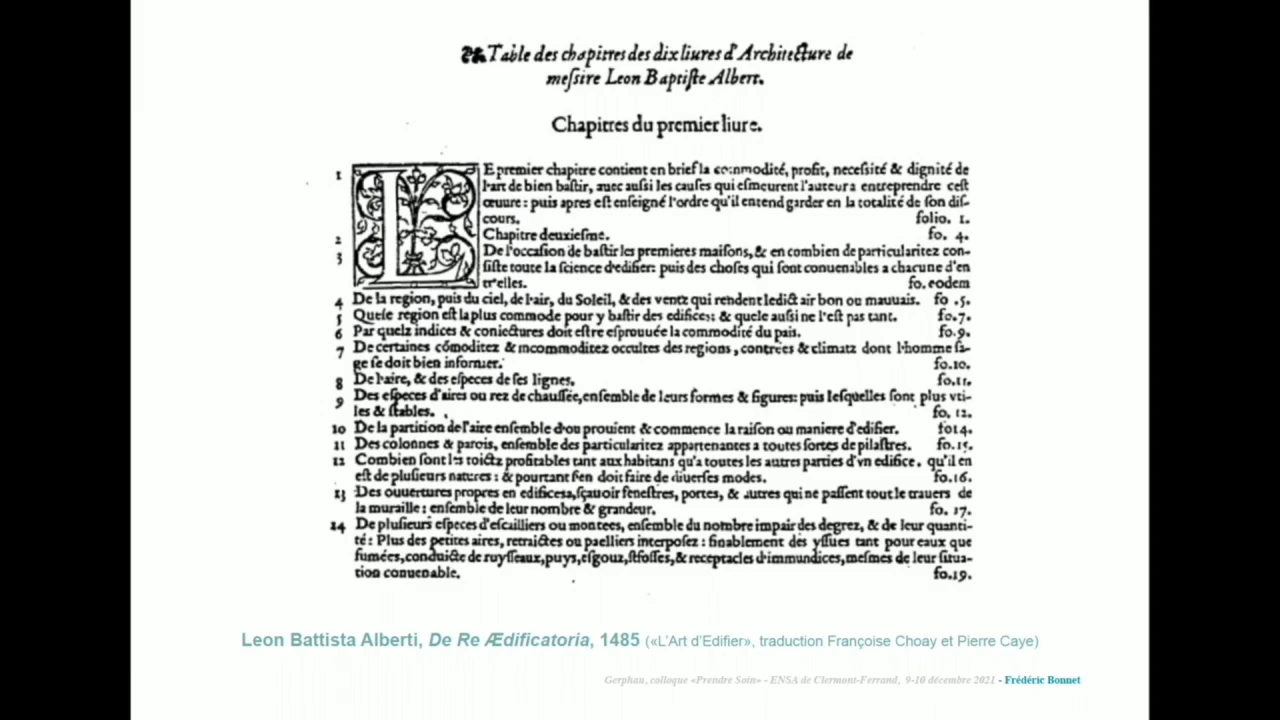 Table des chapitres des dix liures d'Architecture de
meſsire Leon Baptiſte Albert.
Chapitres du premier liure.
1 LE premier chapitre contient en brief la commodité, profit, neceſsité & dignité de
l'art de bien baſtir, auec auſsi les cauſes qui eſmeurent l'auteur a entreprendre ceſt
œuure: puis apres eſt enſeigné l'ordre qu'il entend garder en la totalité de ſon diſ-
cours. folio. 1.
2 Chapitre deuxieſme. fo. 4.
3 De l'occaſion de baſtir les premieres maiſons, & en combien de particularitez con-
ſiſte toute la ſcience d'edifier: puis des choſes qui ſont conuenables a chacune d'en
tr'elles. fo. eodem
4 De la region, puis du ciel, de l'air, du Soleil, & des ventz qui rendent ledict air bon ou mauuais. fo .5.
5 Quele region eſt la plus commode pour y baſtir des edifices: & quele auſsi ne l'eſt pas tant. fo.7.
6 Par quelz indices & coniectures doit eſtre eſprouuée la commodité du païs. fo.9.
7 De certaines cómoditez & incommoditez occultes des regions, contrées & climatz dont l'homme ſa-
ge ſe doit bien informer. fo.10.
8 De l'aire, & des eſpeces de ſes lignes. fo.11.
9 Des eſpeces d'aires ou rez de chauſſée, enſemble de leurs formes & figures: puis leſquelles ſont plus vti-
les & ſtables. fo. 12.
10 De la partition de l'aire enſemble d'ou prouient & commence la raiſon ou maniere d'edifier. fo14.
11 Des colonnes & parois, enſemble des particularitez appartenantes a toutes ſortes de pilaſtres. fo.15.
12 Combien ſont les toictz profitables tant aux habitans qu'a toutes les autres parties d'vn edifice. qu'il en
eſt de pluſieurs natures: & pourtant ſ'en doit faire de diuerſes modes. fo.16.
13 Des ouuertures propres en edifices, ſçauoir feneſtres, portes, & autres qui ne paſſent tout le trauers de
la muraille: enſemble de leur nombre & grandeur. fo. 17.
14 De pluſieurs eſpeces d'eſcailliers ou montees, enſemble du nombre impair des degrez, & de leur quanti-
té: Plus des petites aires, retraictes ou paelliers interpoſez: finablement des yſſues tant pour eaux que
fumées, conduicte de ruyſſeaux, puys, eſgouz, & receptacles d'immundices, meſmes de leur ſitua-
tion conuenable. fo.19.
Leon Battista Alberti, De Re Ædificatoria, 1485 («L'Art d'Edifier», traduction Françoise Choay et Pierre Caye)
Gerphau, colloque «Prendre Soin» - ENSA de Clermont-Ferrand, 9-10 décembre 2021 - Frédéric Bonnet